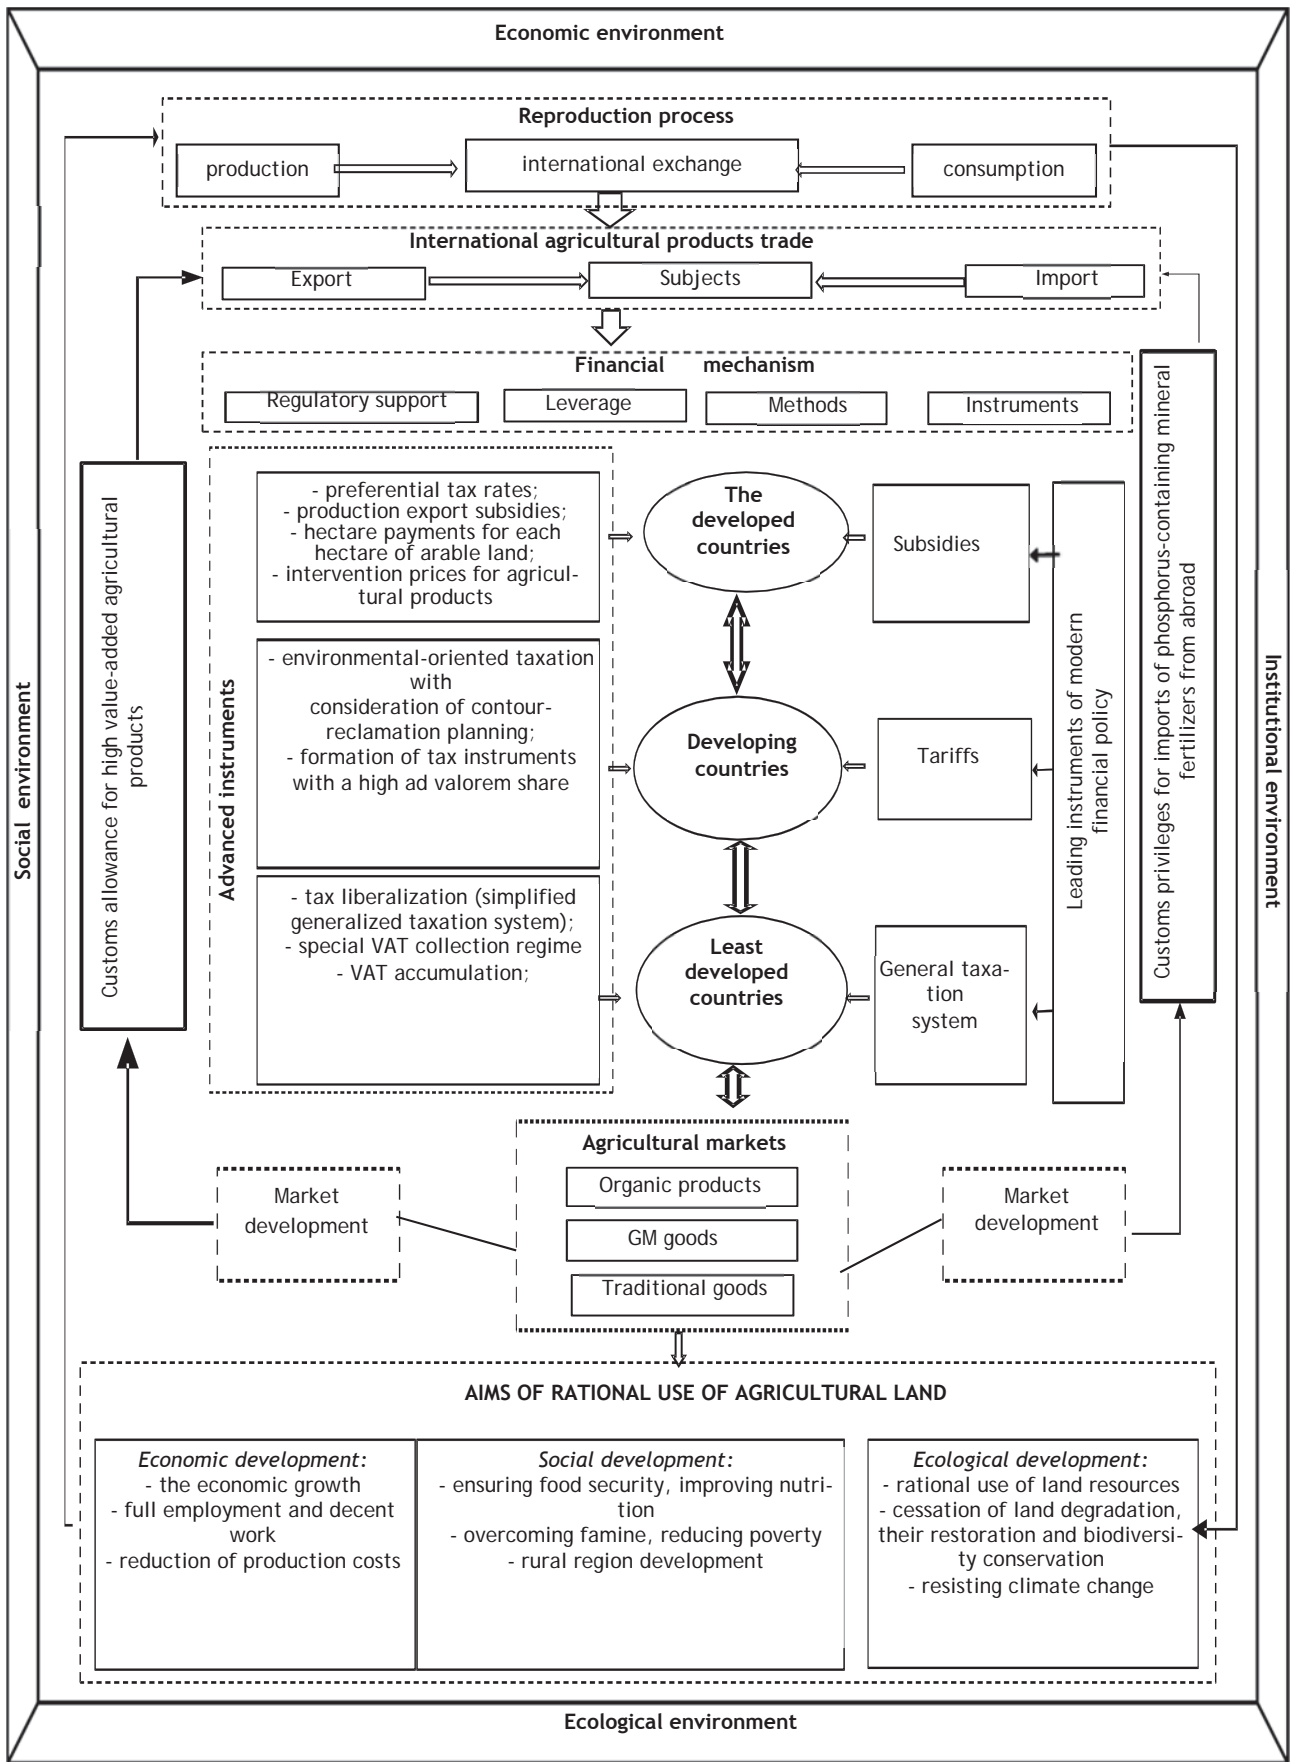 Economic environment
Reproduction process
production
international exchange
consumption
International agricultural products trade
Export
Subjects
Import
Financial mechanism
Regulatory support
Leverage
Methods
Instruments
Social environment
Customs allowance for high value-added agricultural
products
Advanced instruments
- preferential tax rates;
- production export subsidies;
- hectare payments for each
hectare of arable land;
- intervention prices for agricul-
tural products
The
developed
countries
Subsidies
- environmental-oriented taxation
with
consideration of contour-
reclamation planning;
- formation of tax instruments
with a high ad valorem share
Developing
countries
Tariffs
- tax liberalization (simplified
generalized taxation system);
- special VAT collection regime
- VAT accumulation;
Least
developed
countries
General taxa-
tion
system
Leading instruments of modern
financial policy
Customs privileges for imports of phosphorus-containing mineral
fertilizers from abroad
Institutional environment
Agricultural markets
Organic products
GM goods
Traditional goods
Market
development
Market
development
AIMS OF RATIONAL USE OF AGRICULTURAL LAND
Economic development:
- the economic growth
- full employment and decent
work
- reduction of production costs
Social development:
- ensuring food security, improving nutri-
tion
- overcoming famine, reducing poverty
- rural region development
Ecological development:
- rational use of land resources
- cessation of land degradation,
their restoration and biodiversi-
ty conservation
- resisting climate change
Ecological environment